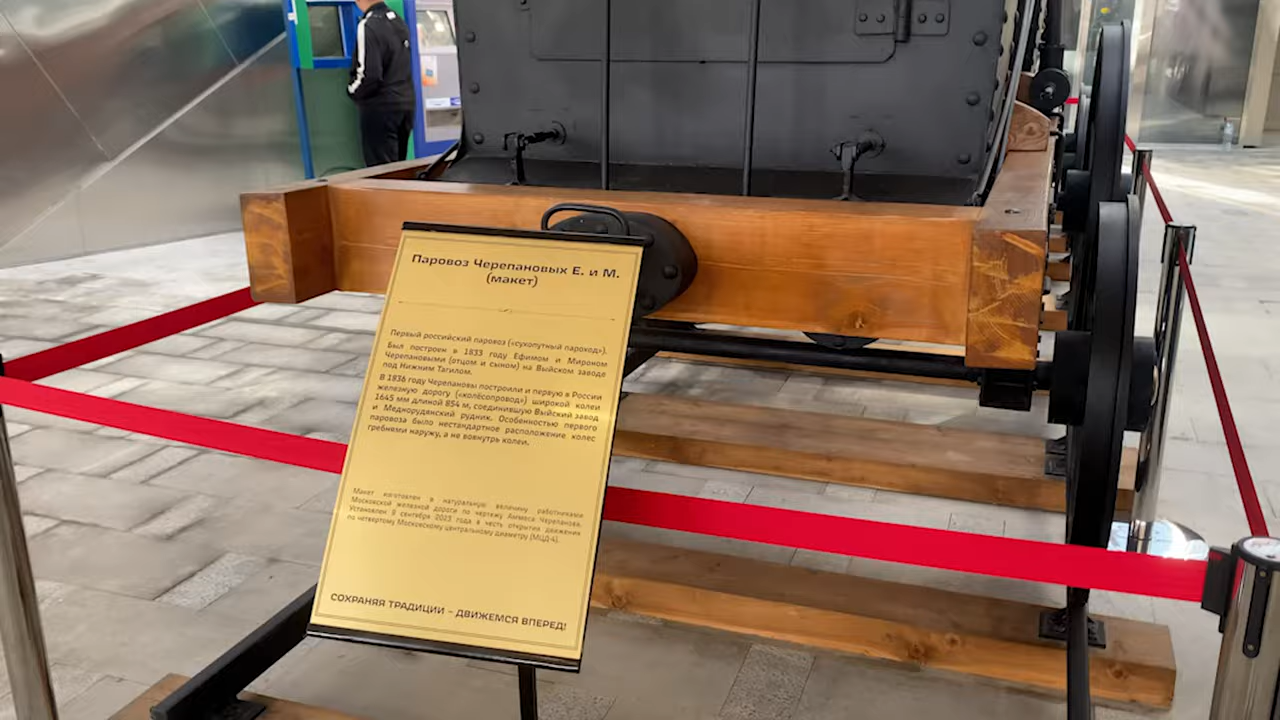 Паровоз Черепановых Е. и М.
(макет)
Первый российский паровоз («сухопутный пароход»).
Был построен в 1833 году Ефимом и Мироном
Черепановыми (отцом и сыном) на Выйском заводе
под Нижним Тагилом.
В 1836 году Черепановы построили и первую в России
железную дорогу («колёсопровод») широкой колеи
1645 мм длиной 854 м, соединившую Выйский завод
и Меднорудянский рудник. Особенностью первого
паровоза было нестандартное расположение колес
гребнями наружу, а не вовнутрь колеи.
Макет изготовлен в натуральную величину работниками
Московской железной дороги по чертежу Аммоса Черепанова.
Установлен 9 сентября 2023 года в честь открытия движения
по четвертому Московскому центральному диаметру (МЦД-4).
СОХРАНЯЯ ТРАДИЦИИ – ДВИЖЕМСЯ ВПЕРЕД!